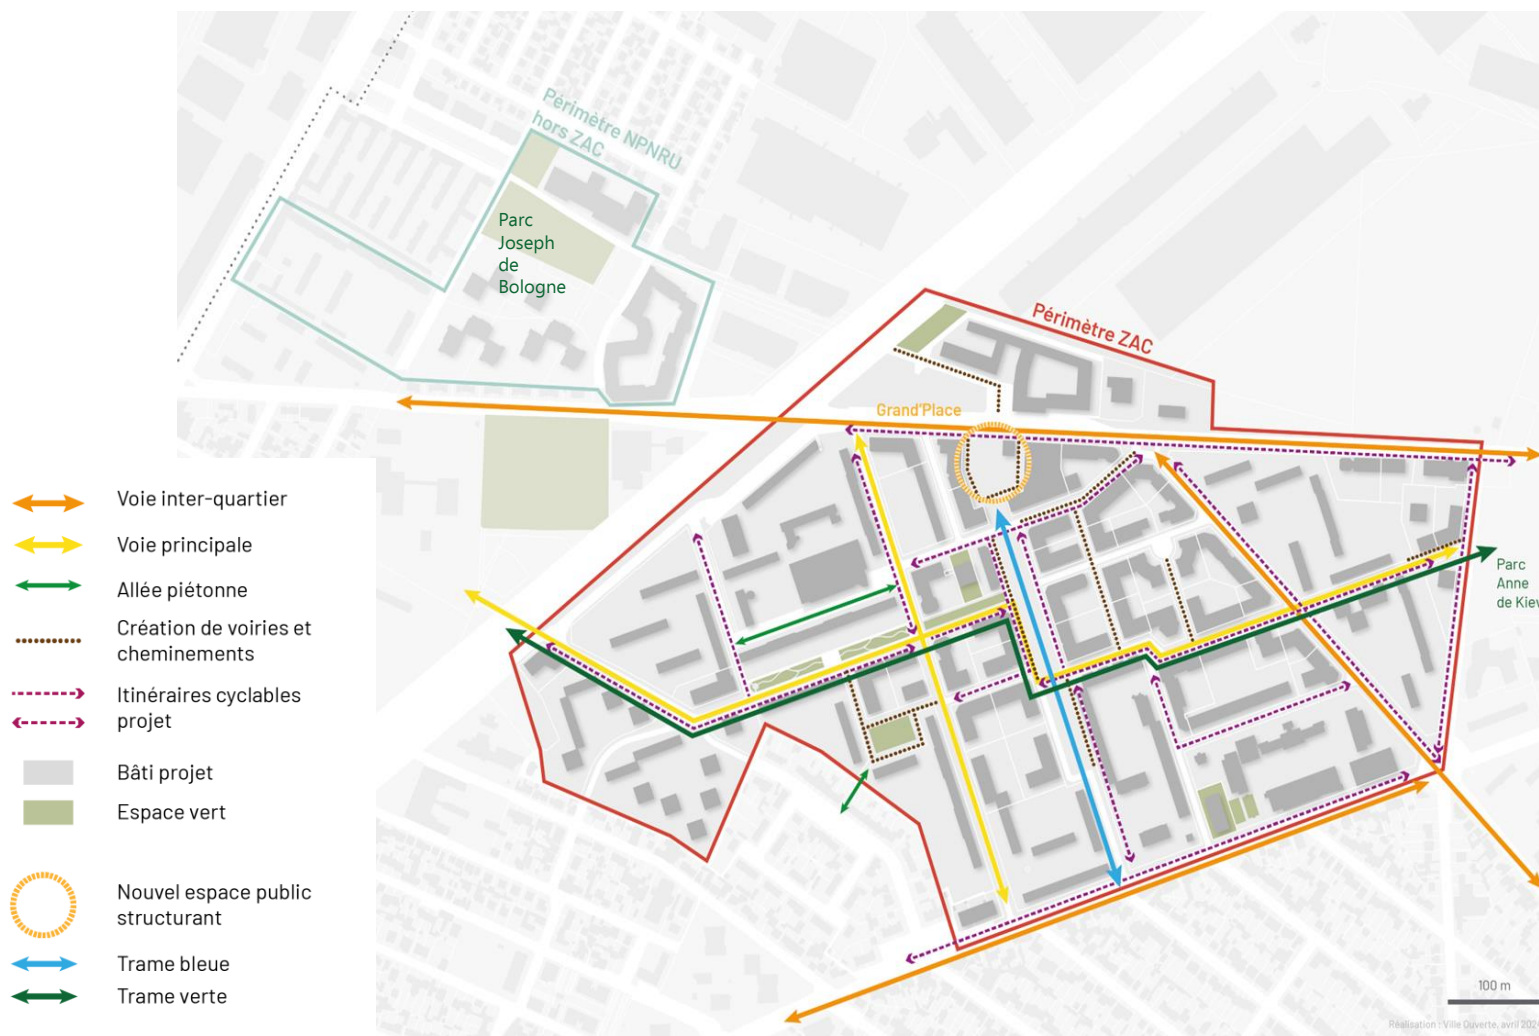 Périmètre NPNRU
hors ZAC
Parc
Joseph
de
Bologne
Périmètre ZAC
Grand'Place
Parc
Anne
de Kiev
Voie inter-quartier
Voie principale
Allée piétonne
Création de voiries et
cheminements
Itinéraires cyclables
projet
Bâti projet
Espace vert
Nouvel espace public
structurant
Trame bleue
Trame verte
100 m
Réalisation : Ville Ouverte, avril